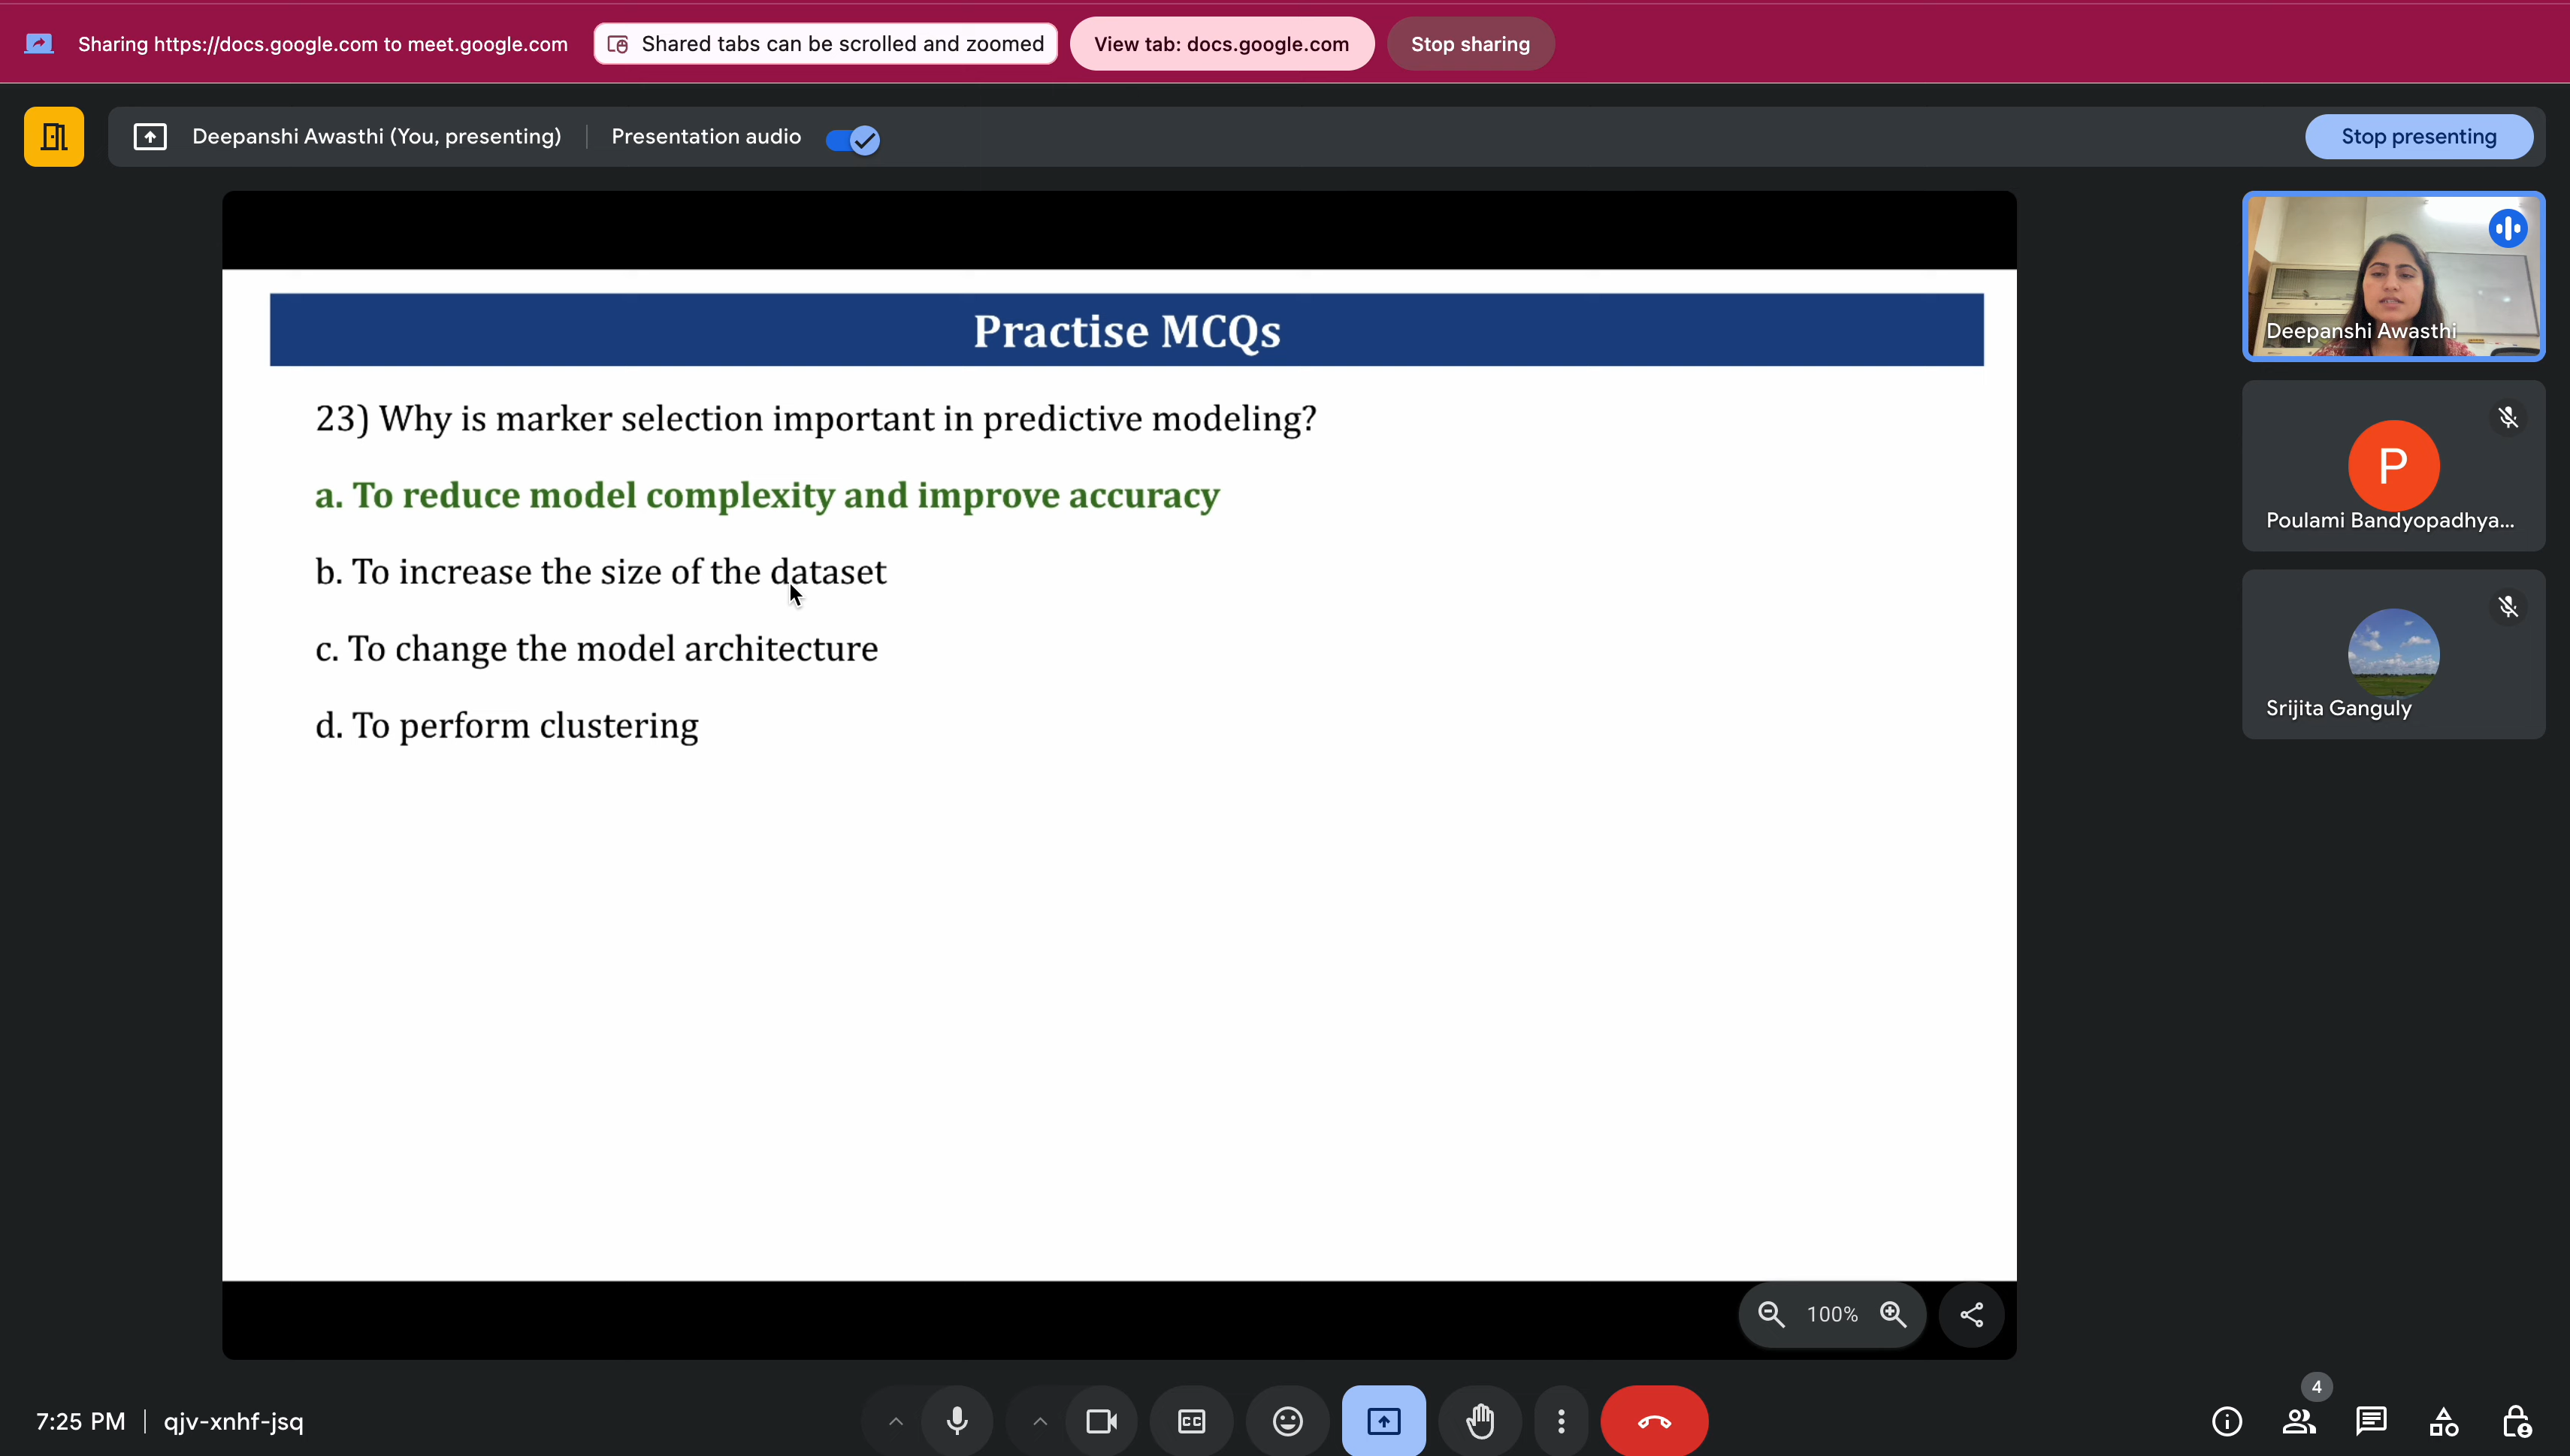 Sharing https://docs.google.com to meet.google.com
Shared tabs can be scrolled and zoomed
View tab: docs.google.com
Stop sharing
Deepanshi Awasthi (You, presenting)
Presentation audio
Stop presenting
Practise MCQs
23) Why is marker selection important in predictive modeling?
a. To reduce model complexity and improve accuracy
b. To increase the size of the dataset
c. To change the model architecture
d. To perform clustering
Deepanshi Awasthi
P
Poulami Bandyopadhya...
Srijita Ganguly
100%
7:25 PM
qjv-xnhf-jsq
CC
4